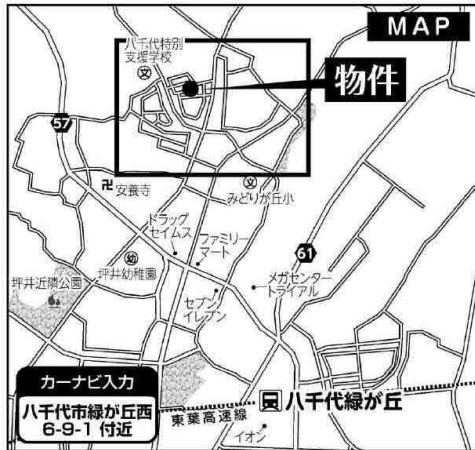 MAP
八千代特別
支援学校
文
物件
57
卍安養寺
文
みどりが丘小
ドラッグ
セイムス
ファミリー
マート
61
幼
坪井幼稚園
坪井近隣公園
メガセンター
トライアル
セブン
イレブン
カーナビ入力
八千代市緑が丘西
6-9-1 付近
八千代緑が丘
東葉高速線
イオン